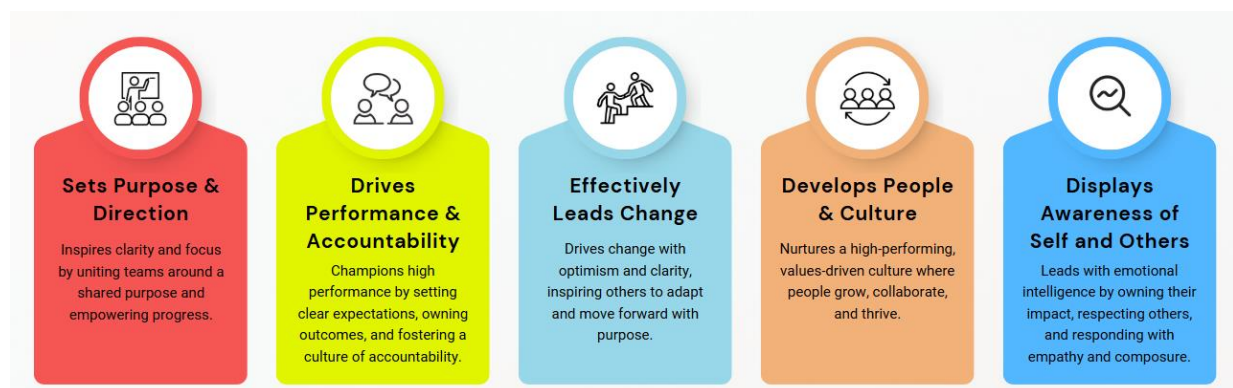 Sets Purpose &
Direction
Inspires clarity and focus
by uniting teams around a
shared purpose and
empowering progress.
Drives
Performance &
Accountability
Champions high
performance by setting
clear expectations, owning
outcomes, and fostering a
culture of accountability.
Effectively
Leads Change
Drives change with
optimism and clarity,
inspiring others to adapt
and move forward with
purpose.
Develops People
& Culture
Nurtures a high-performing,
values-driven culture where
people grow, collaborate,
and thrive.
Displays
Awareness of
Self and Others
Leads with emotional
intelligence by owning their
impact, respecting others,
and responding with
empathy and composure.